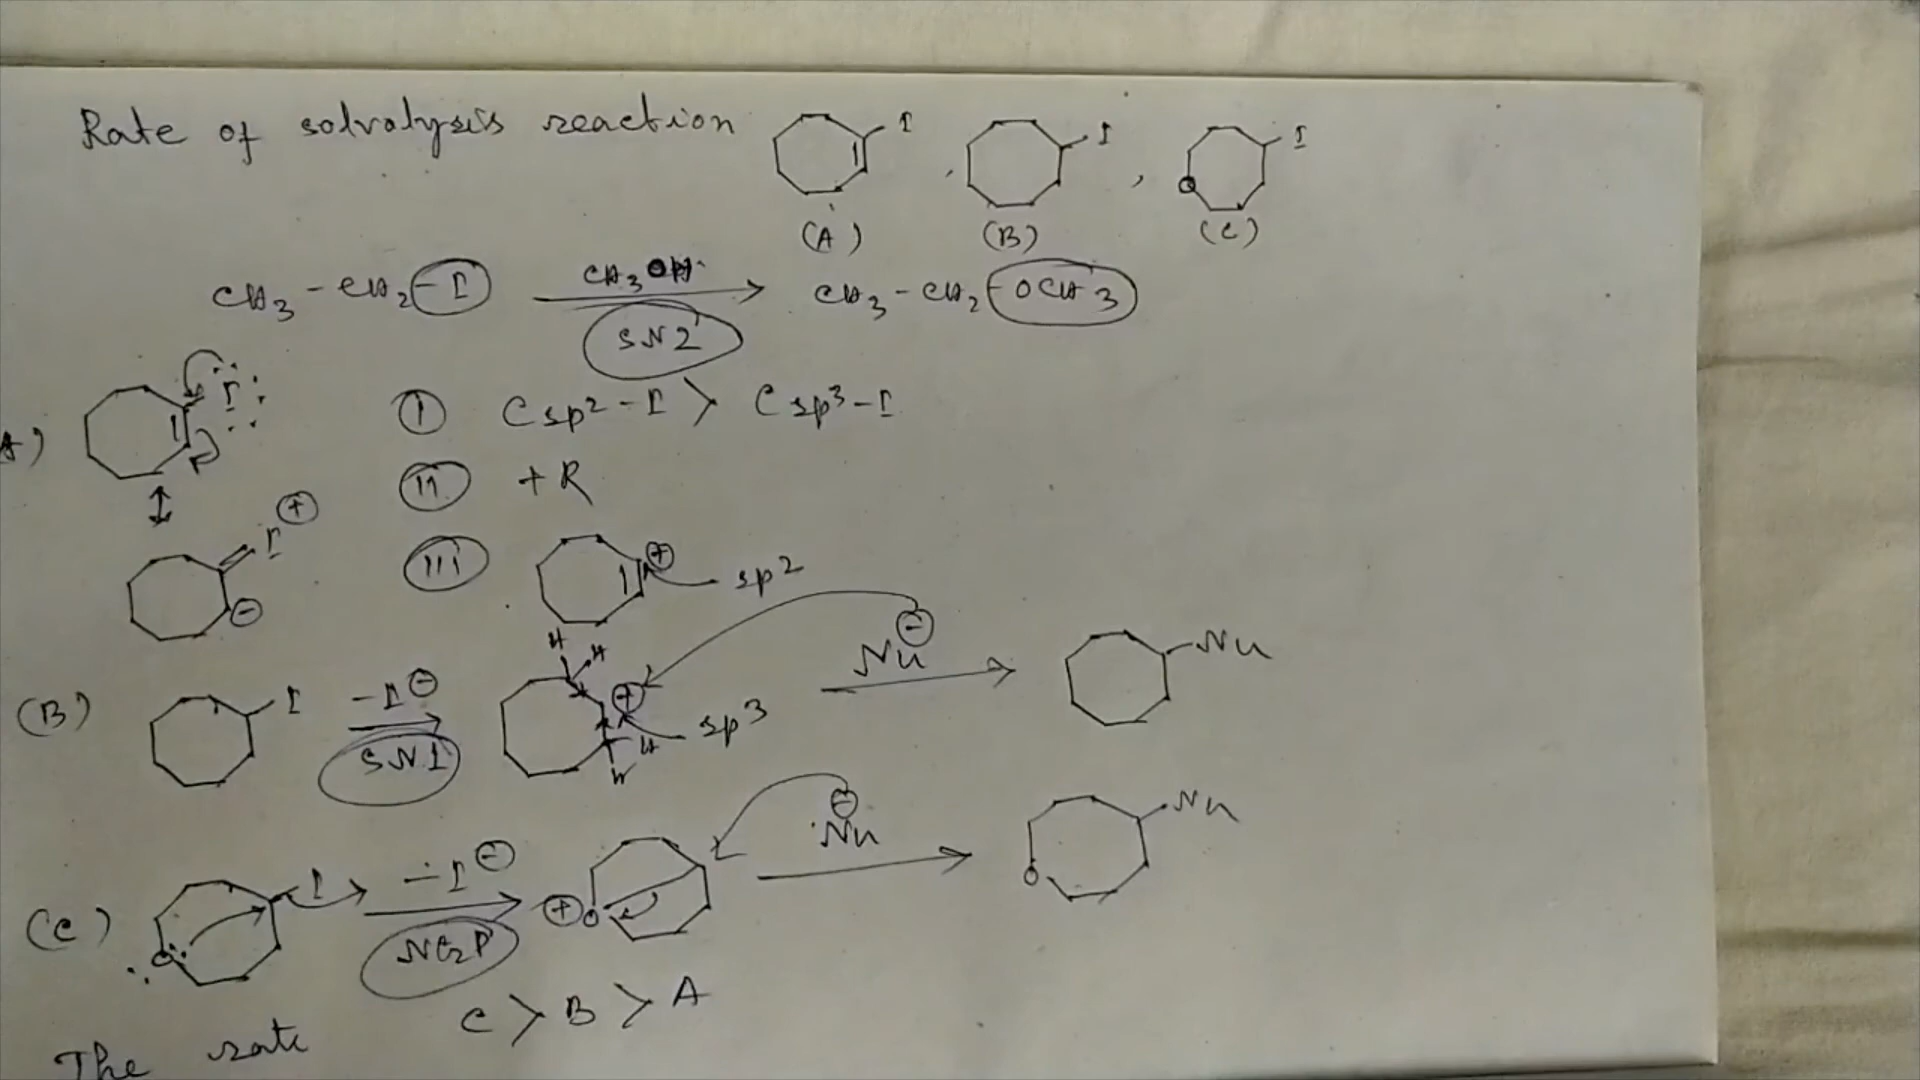 Rate of solvolysis reaction I , I , I
(A) (B) (C)
CH3 - CH2 - I CH3OH SN2 CH3 - CH2 - OCH3
A) I I Csp2 - I > Csp3 - I
II + R
I + - III + sp2
(B) I - I - SN1 H H + H H sp3 Nu - Nu
(C) O I - I - NGP + O Nu - O Nu
C > B > A
The rate